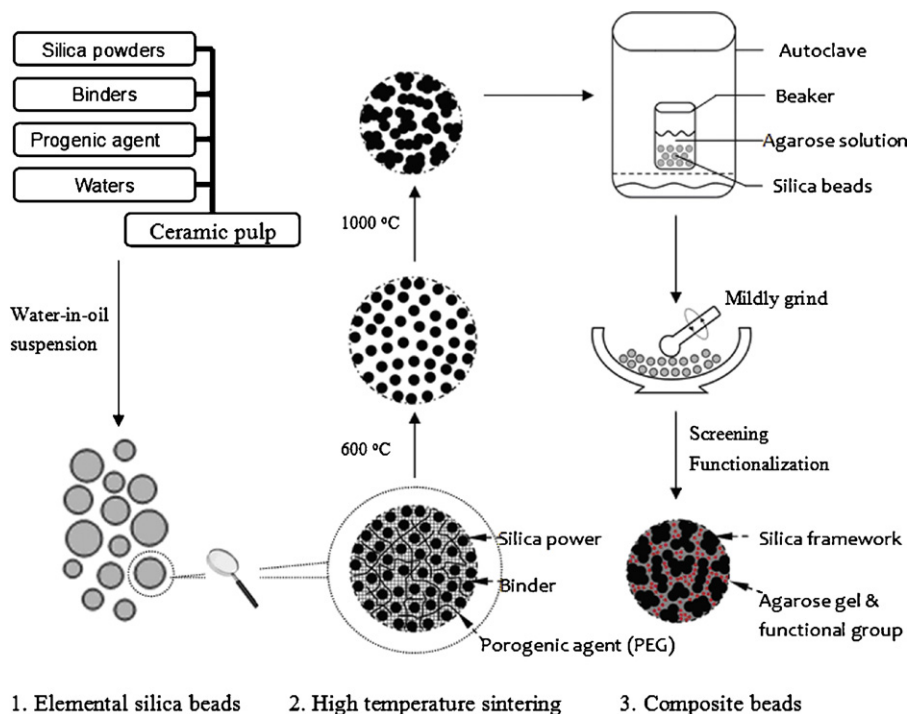 Silica powders
Binders
Progenic agent
Waters
Ceramic pulp
Water-in-oil
suspension
1000 °C
600 °C
Silica power
Binder
Porogenic agent (PEG)
Autoclave
Beaker
Agarose solution
Silica beads
Mildly grind
Screening
Functionalization
Silica framework
Agarose gel &
functional group
1. Elemental silica beads
2. High temperature sintering
3. Composite beads